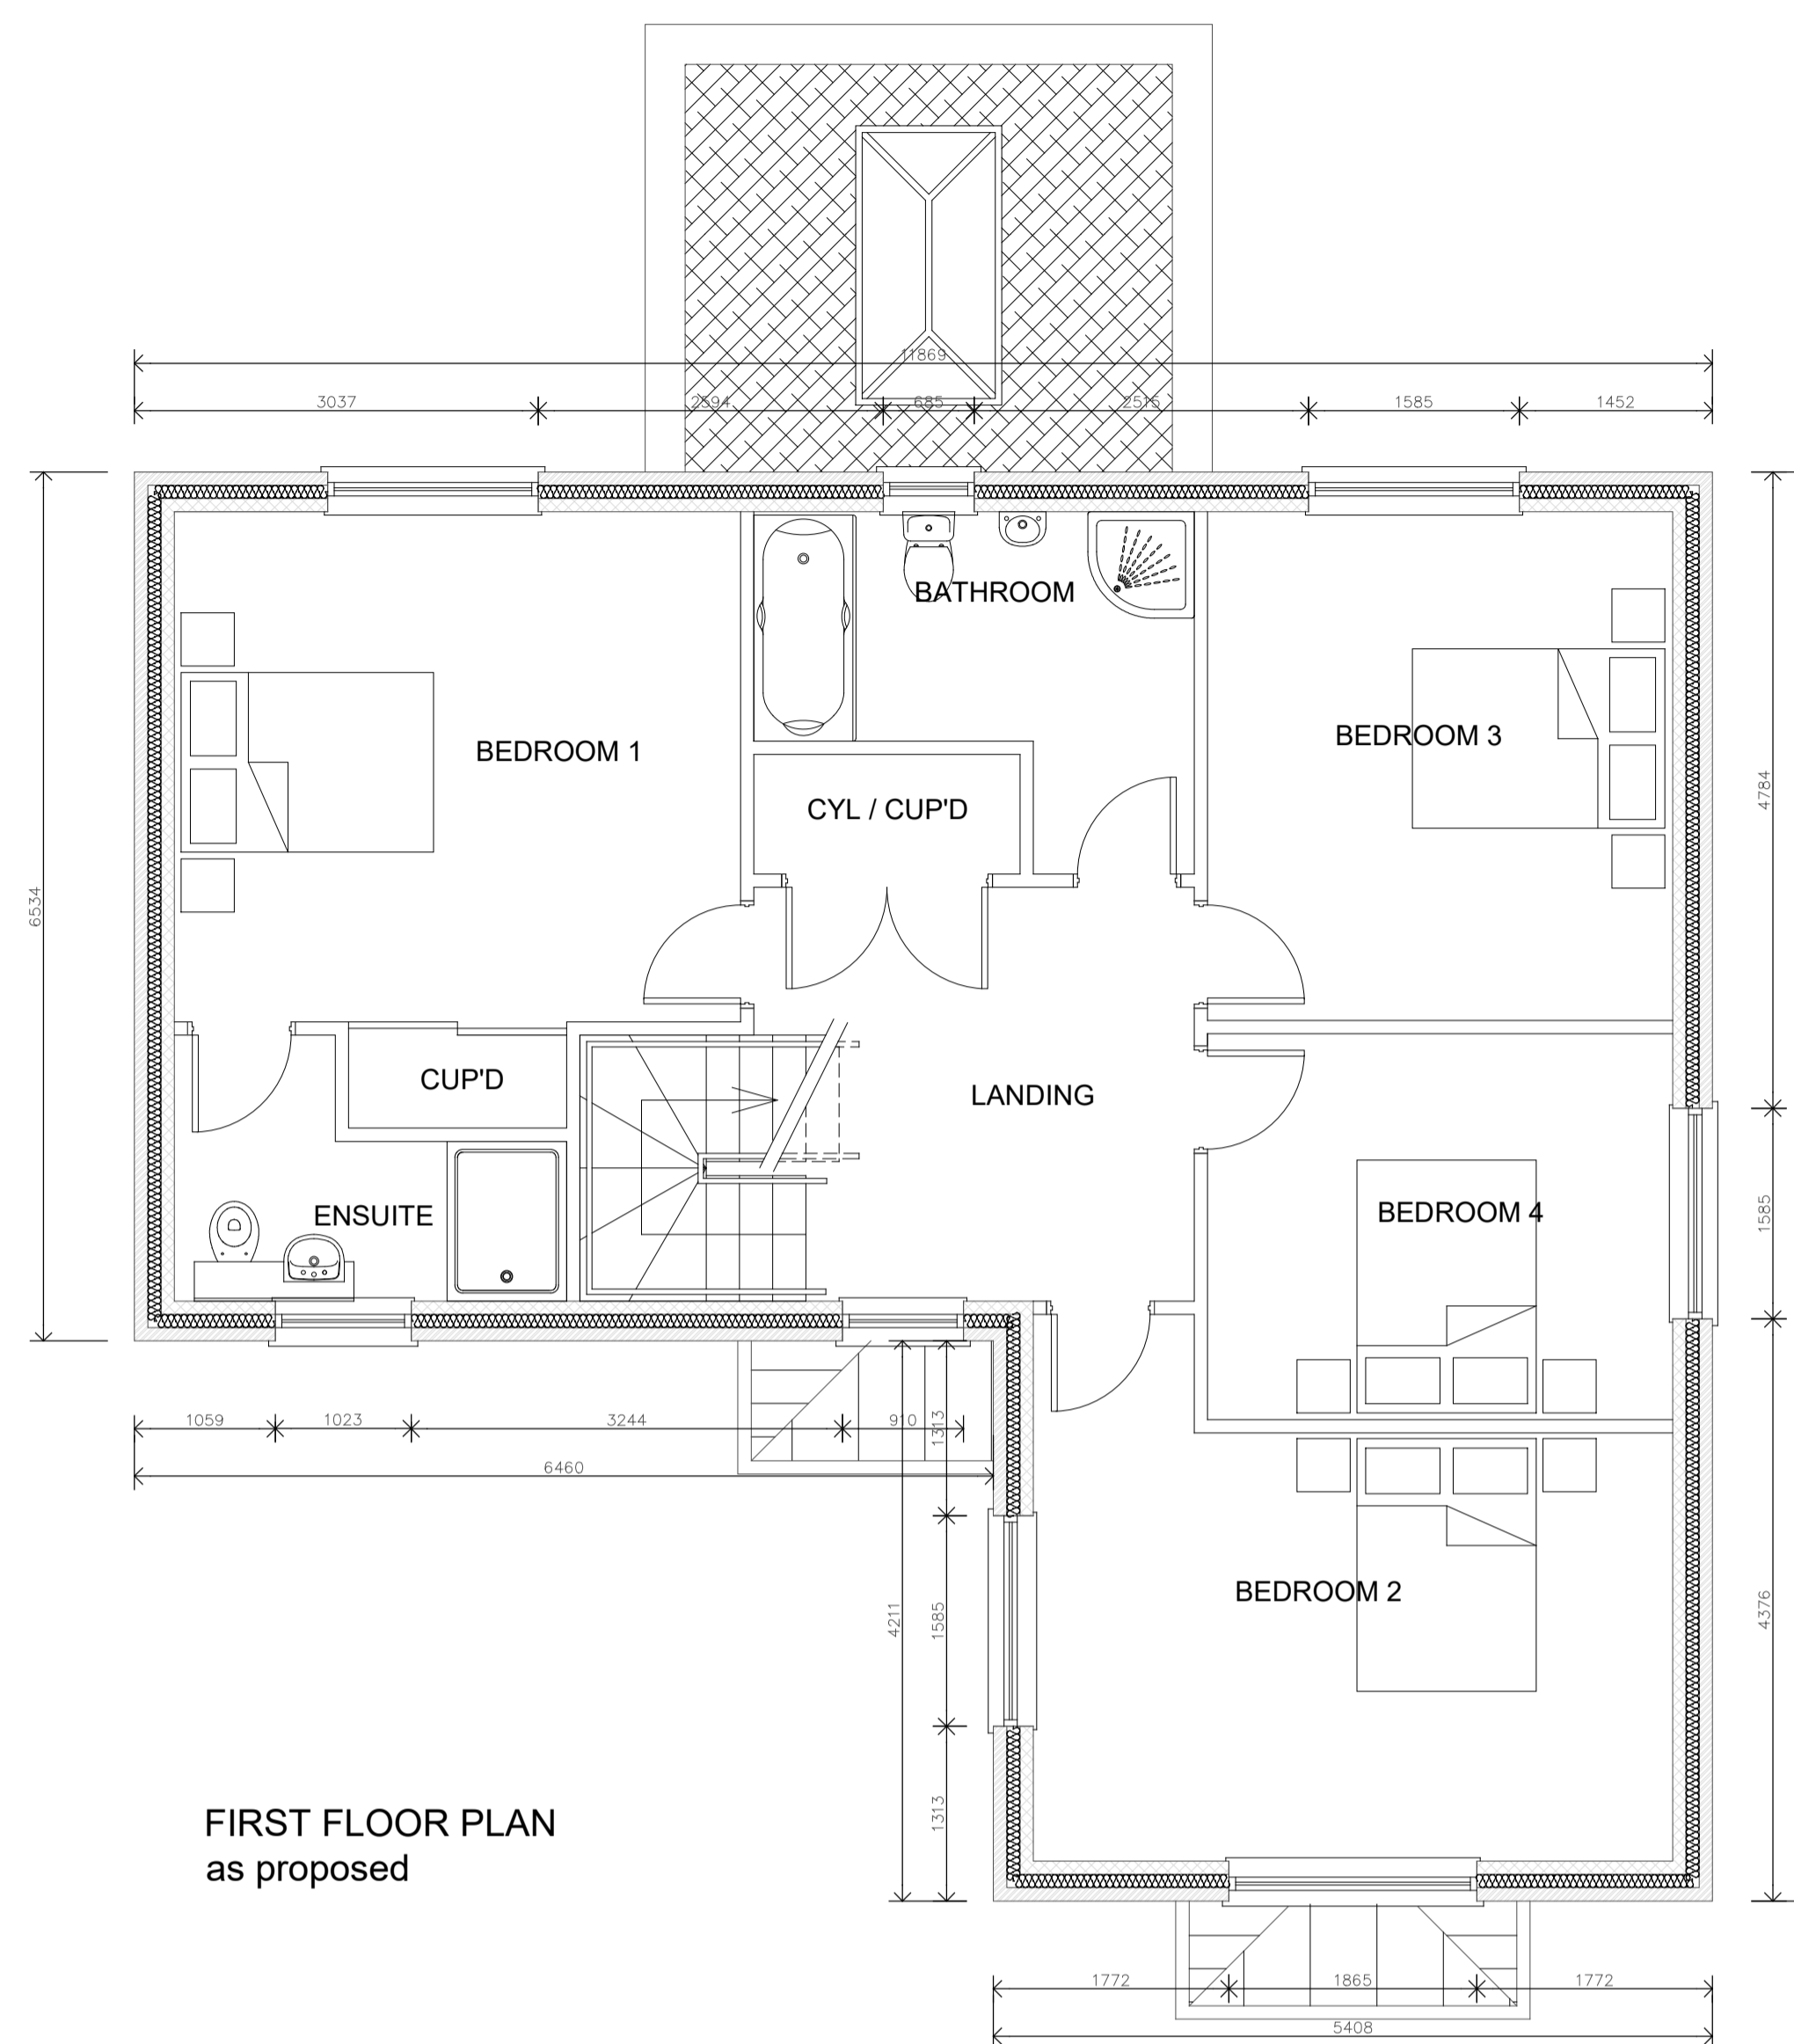 11869
3037
2594
685
2515
1585
1452
BATHROOM
BEDROOM 1
BEDROOM 3
CYL / CUP'D
4784
6534
CUP'D
LANDING
ENSUITE
BEDROOM 4
1585
1059
1023
3244
910
1313
6460
BEDROOM 2
4211
1585
4376
1313
FIRST FLOOR PLAN
as proposed
1772
1865
1772
5408